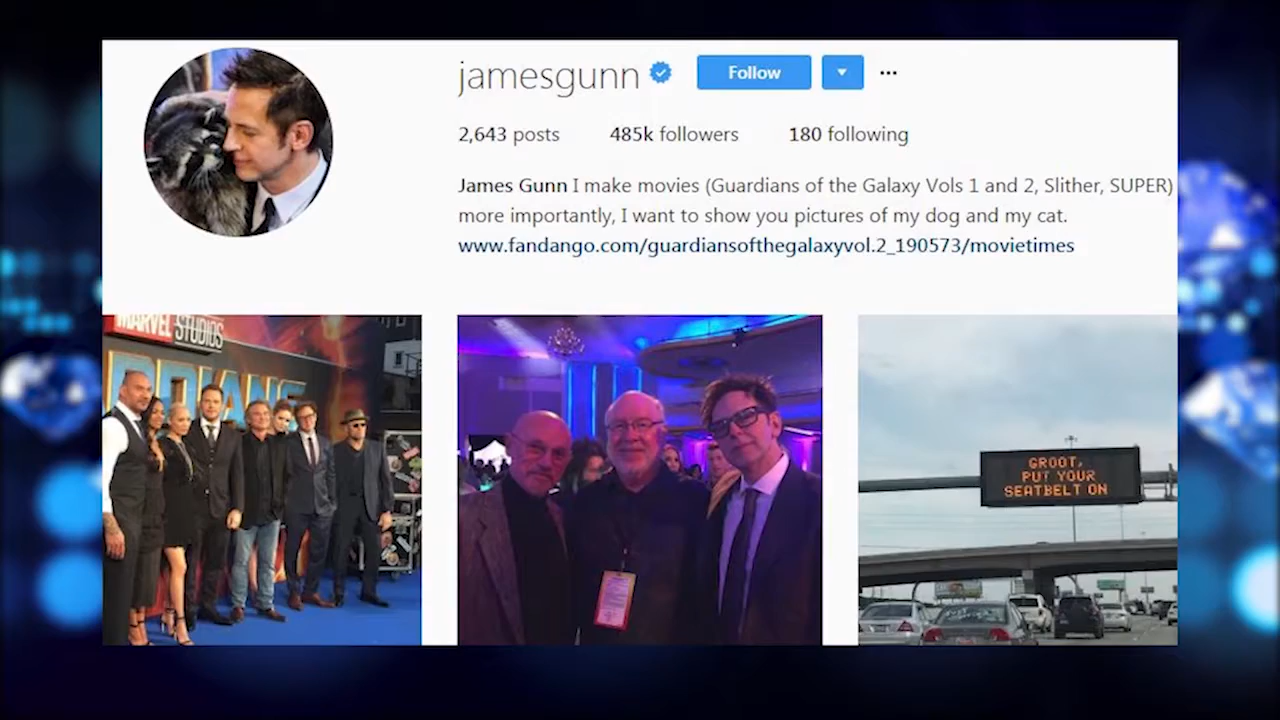 jamesgunn
Follow
2,643 posts 485k followers 180 following
James Gunn I make movies (Guardians of the Galaxy Vols 1 and 2, Slither, SUPER)
more importantly, I want to show you pictures of my dog and my cat.
www.fandango.com/guardiansofthegalaxyvol.2_190573/movietimes
MARVEL STUDIOS
GROOT,
PUT YOUR
SEATBELT ON